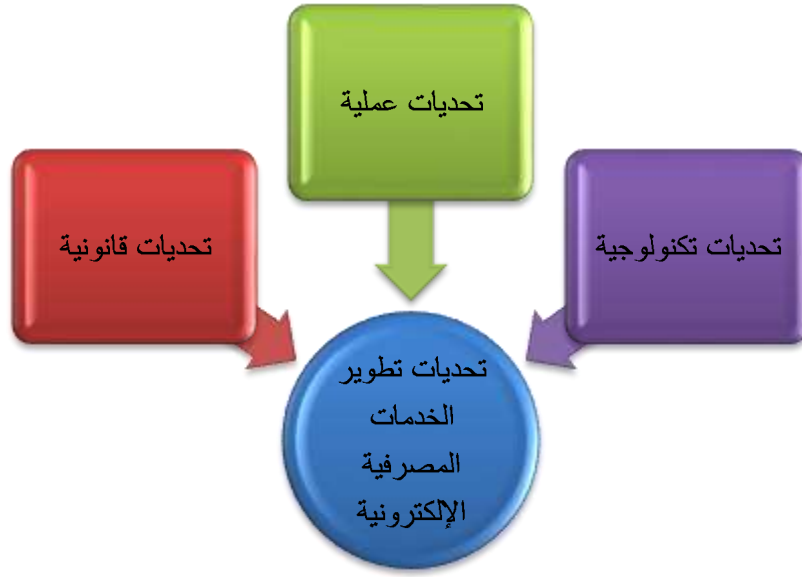 تحديات عملية
تحديات تكنولوجية
تحديات قانونية
تحديات تطوير
الخدمات
المصرفية
الإلكترونية